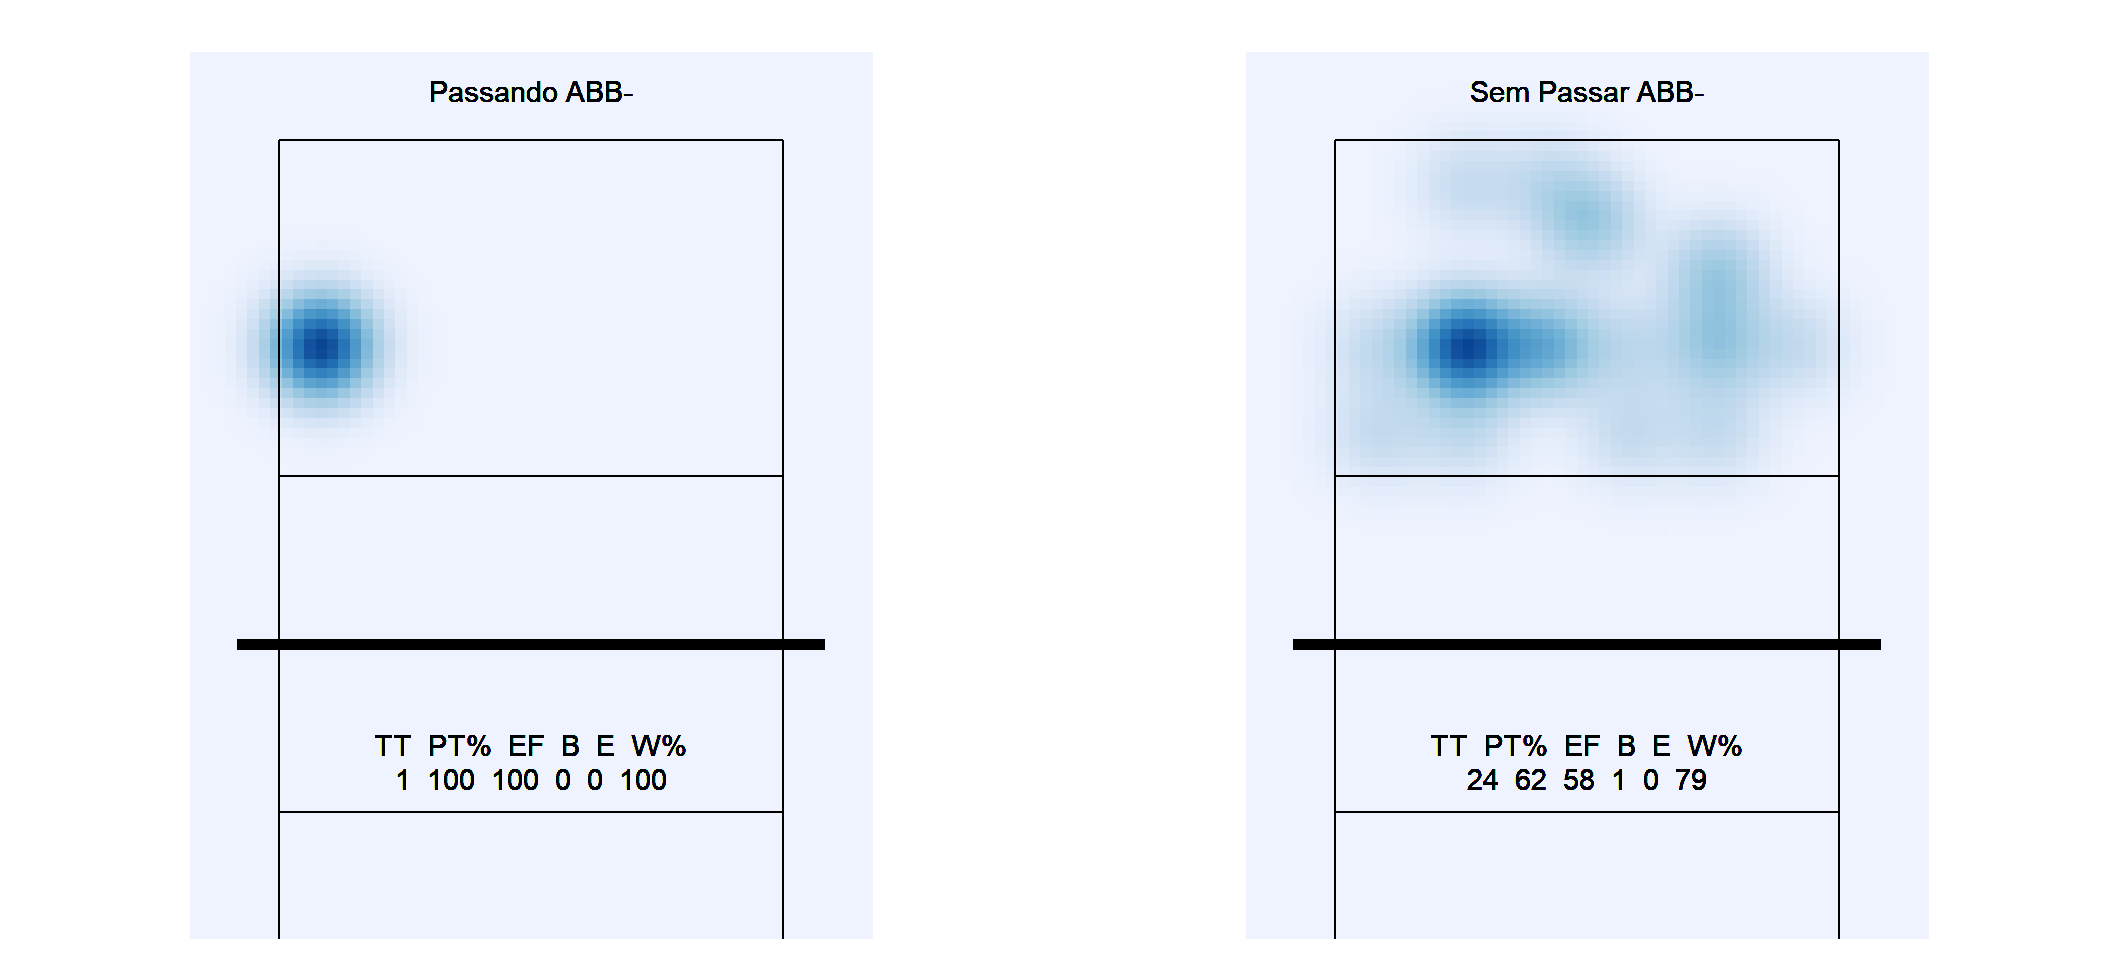 Passando ABB-
TT PT% EF B E W%
1 100 100 0 0 100
Sem Passar ABB-
TT PT% EF B E W%
24 62 58 1 0 79